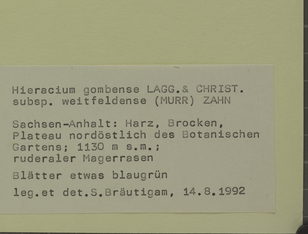 Hieracium gombense LAGG.& CHRIST.
subsp. weitfeldense (MURR) ZAHN
Sachsen-Anhalt: Harz, Brocken,
Plateau nordöstlich des Botanischen
Gartens; 1130 m s.m.;
ruderaler Magerrasen
Blätter etwas blaugrün
leg.et det.S.Bräutigam, 14.8.1992